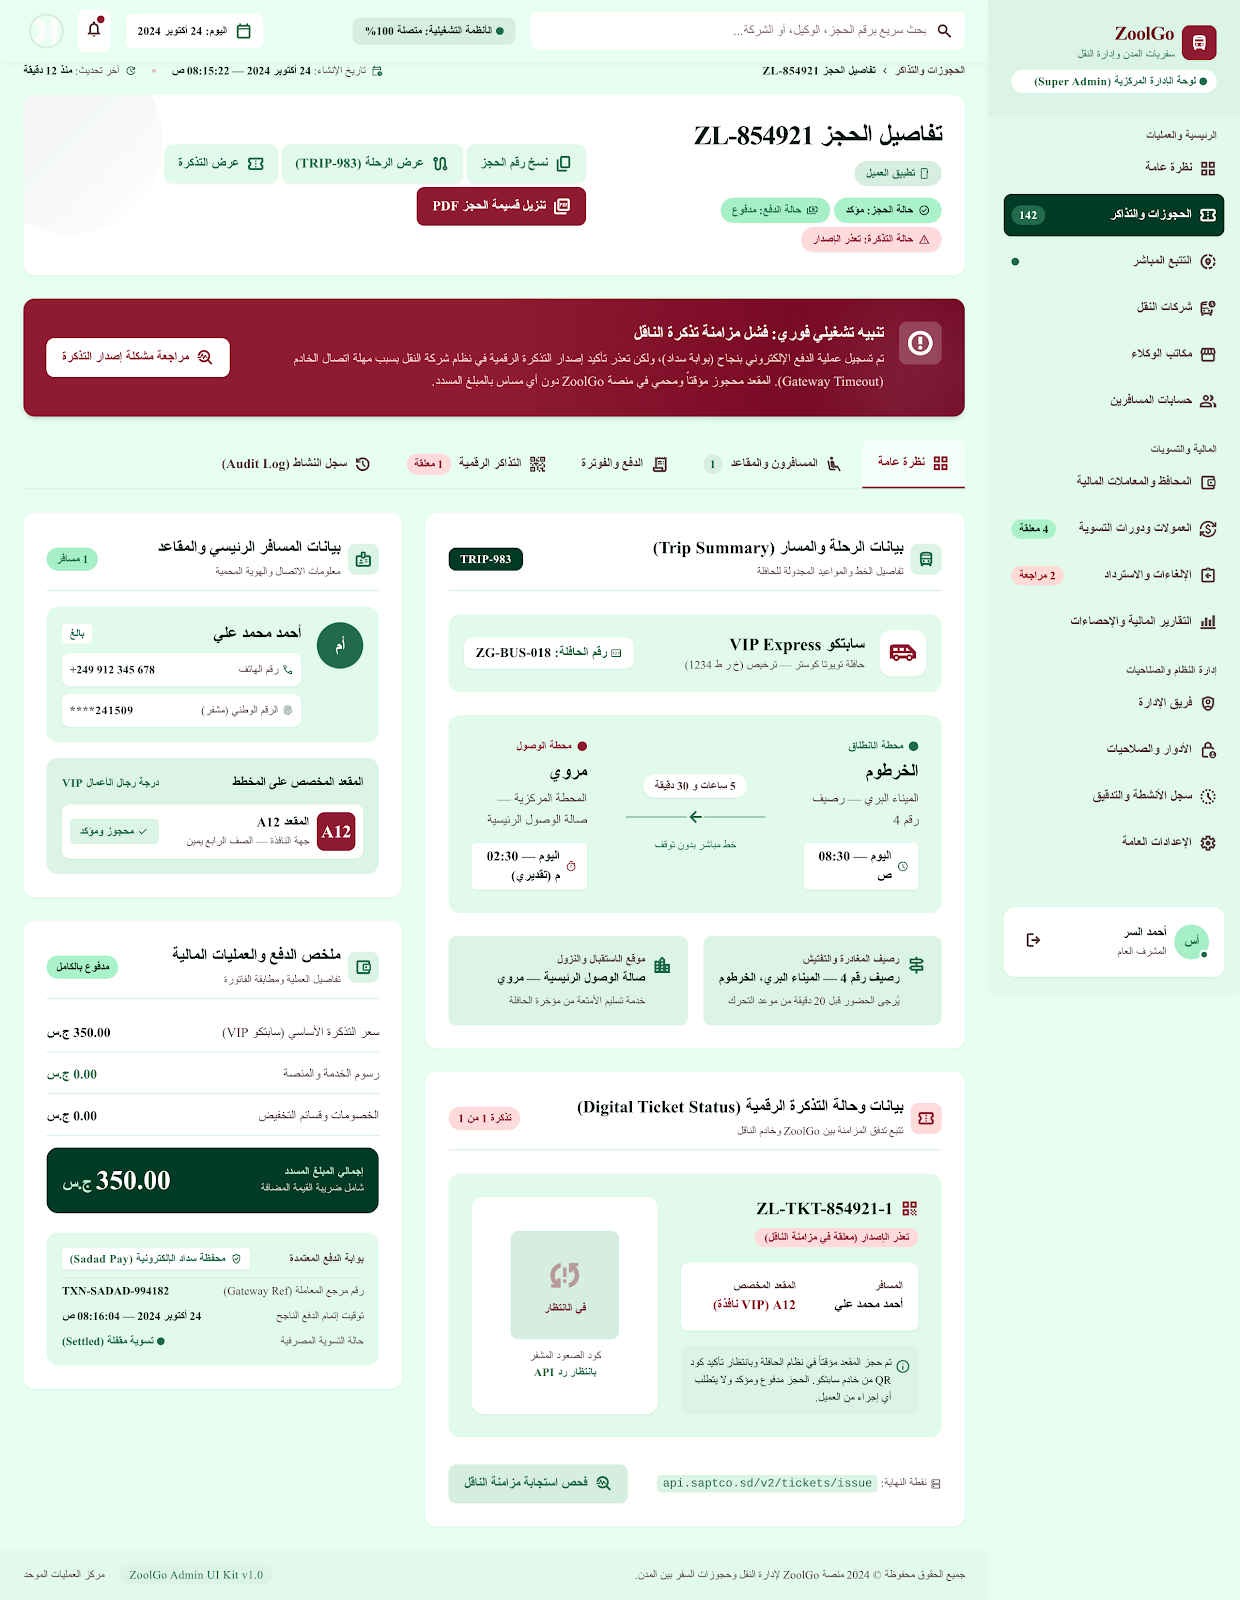 ZoolGo
سفريات المدن وإدارة النقل
لوحة الإدارة المركزية (Super Admin)
الرئيسية والعمليات
نظرة عامة
الحجوزات والتذاكر
142
التتبع المباشر
شركات النقل
مكاتب الوكلاء
حسابات المسافرين
المالية والتسويات
المحافظ والمعاملات المالية
العمولات ودورات التسوية
4 معلقة
الإلغاءات والاسترداد
2 مراجعة
التقارير المالية والإحصاءات
إدارة النظام والصلاحيات
فريق الإدارة
الأدوار والصلاحيات
سجل الأنشطة والتدقيق
الإعدادات العامة
أحمد السر
المشرف العام
أس
بحث سريع برقم الحجز، الوكيل، أو الشركة...
الأنظمة التشغيلية: متصلة 100%
اليوم: 24 أكتوبر 2024
الحجوزات والتذاكر › تفاصيل الحجز ZL-854921
تاريخ الإنشاء: 24 أكتوبر 2024 — 08:15:22 ص
آخر تحديث: منذ 12 دقيقة
تفاصيل الحجز ZL-854921
تطبيق العميل
حالة الحجز: مؤكد
حالة الدفع: مدفوع
حالة التذكرة: تعذر الإصدار
نسخ رقم الحجز
عرض الرحلة (TRIP-983)
عرض التذكرة
تنزيل قسيمة الحجز PDF
تنبيه تشغيلي فوري: فشل مزامنة تذكرة الناقل
تم تسجيل عملية الدفع الإلكتروني بنجاح (بوابة سداد)، ولكن تعذر تأكيد إصدار التذكرة الرقمية في نظام شركة النقل بسبب مهلة اتصال الخادم
(Gateway Timeout). المقعد محجوز مؤقتاً ومحمي في منصة ZoolGo دون أي مساس بالمبلغ المسدد.
مراجعة مشكلة إصدار التذكرة
نظرة عامة
المسافرون والمقاعد
1
الدفع والفوترة
التذاكر الرقمية
1 معلقة
سجل النشاط (Audit Log)
بيانات الرحلة والمسار (Trip Summary)
تفاصيل الخط والمواعيد المجدولة للحافلة
TRIP-983
سابتكو VIP Express
حافلة تويوتا كوستر — ترخيص (خ ر ط 1234)
رقم الحافلة: ZG-BUS-018
محطة الانطلاق
الخرطوم
الميناء البري — رصيف
رقم 4
اليوم — 08:30
ص
5 ساعات و 30 دقيقة
خط مباشر بدون توقف
محطة الوصول
مروي
المحطة المركزية —
صالة الوصول الرئيسية
اليوم — 02:30
م (تقديري)
رصيف المغادرة والتفتيش
رصيف رقم 4 — الميناء البري، الخرطوم
يُرجى الحضور قبل 20 دقيقة من موعد التحرك
موقع الاستقبال والنزول
صالة الوصول الرئيسية — مروي
خدمة تسليم الأمتعة من مؤخرة الحافلة
بيانات وحالة التذكرة الرقمية (Digital Ticket Status)
تتبع تدفق المزامنة بين ZoolGo وخادم الناقل
تذكرة 1 من 1
ZL-TKT-854921-1
تعذر الإصدار (معلقة في مزامنة الناقل)
المسافر
أحمد محمد علي
المقعد المخصص
A12 (VIP نافذة)
تم حجز المقعد مؤقتاً في نظام الحافلة وبانتظار تأكيد كود
QR من خادم سابتكو. الحجز مدفوع ومؤكد ولا يتطلب
أي إجراء من العميل.
في الانتظار
كود الصعود المشفر
بانتظار رد API
نقطة النهاية: api.saptco.sd/v2/tickets/issue
فحص استجابة مزامنة الناقل
بيانات المسافر الرئيسي والمقاعد
معلومات الاتصال والهوية المحمية
1 مسافر
أم
أحمد محمد علي
بالغ
رقم الهاتف
+249 912 345 678
الرقم الوطني (مشفر)
****241509
المقعد المخصص على المخطط
درجة رجال الأعمال VIP
A12
المقعد A12
جهة النافذة — الصف الرابع يمين
محجوز ومؤكد
ملخص الدفع والعمليات المالية
تفاصيل العملية ومطابقة الفاتورة
مدفوع بالكامل
سعر التذكرة الأساسي (سابتكو VIP)
350.00 ج.س
رسوم الخدمة والمنصة
0.00 ج.س
الخصومات وقسائم التخفيض
0.00 ج.س
إجمالي المبلغ المسدد
شامل ضريبة القيمة المضافة
350.00 ج.س
بوابة الدفع المعتمدة
محفظة سداد الإلكترونية (Sadad Pay)
رقم مرجع المعاملة (Gateway Ref)
TXN-SADAD-994182
توقيت إتمام الدفع الناجح
24 أكتوبر 2024 — 08:16:04 ص
حالة التسوية المصرفية
تسوية مقفلة (Settled)
جميع الحقوق محفوظة © 2024 منصة ZoolGo لإدارة النقل وحجوزات السفر بين المدن.
ZoolGo Admin UI Kit v1.0
مركز العمليات الموحد